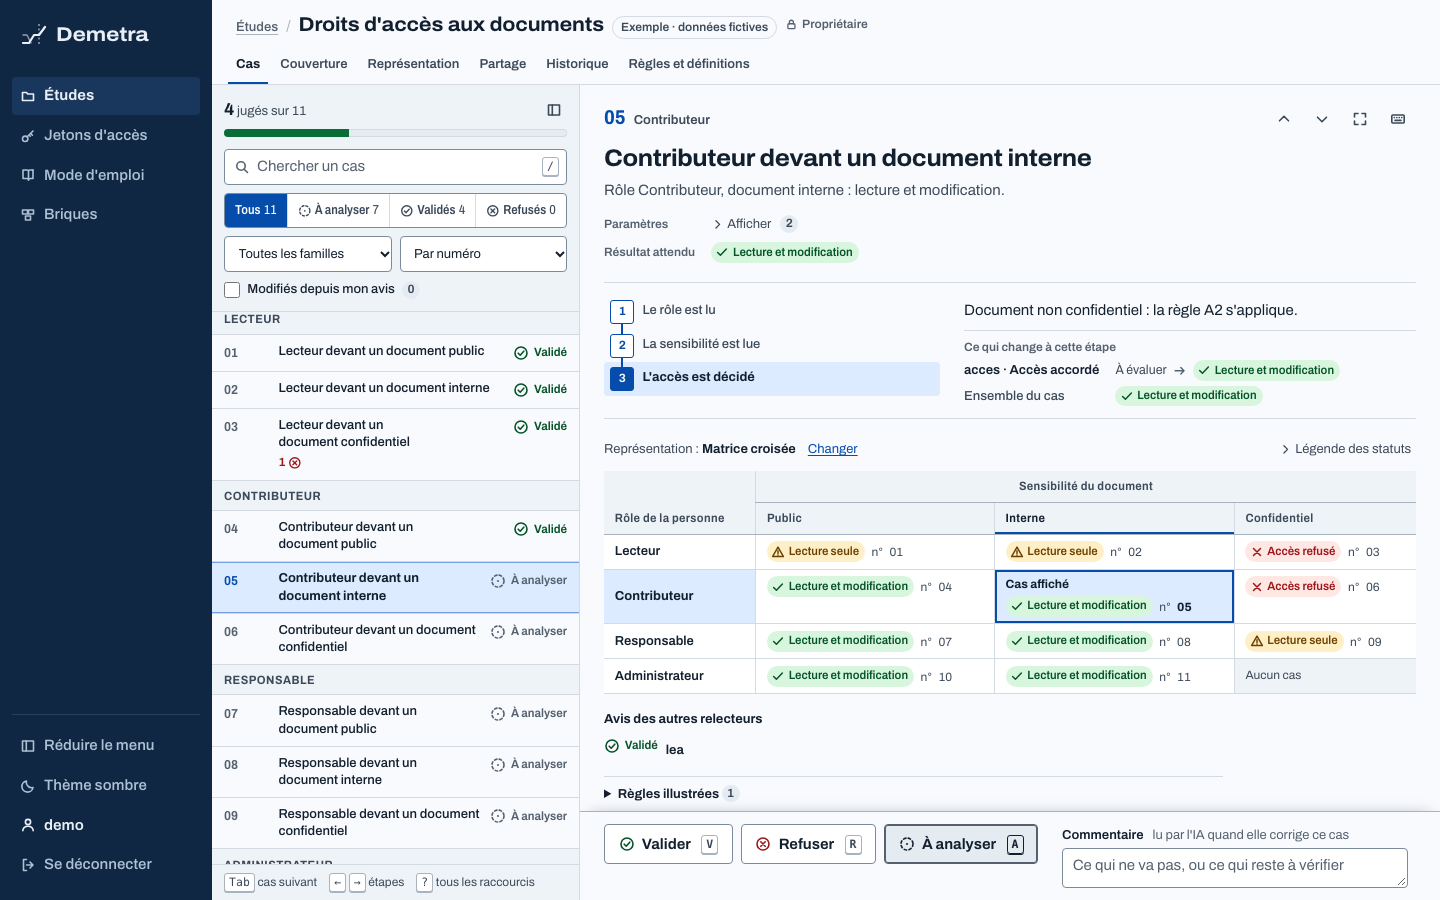 Demetra
Études
Jetons d'accès
Mode d'emploi
Briques
Réduire le menu
Thème sombre
demo
Se déconnecter
Études / Droits d'accès aux documents Exemple · données fictives Propriétaire
Cas Couverture Représentation Partage Historique Règles et définitions
4 jugés sur 11
Chercher un cas /
Tous 11 À analyser 7 Validés 4 Refusés 0
Toutes les familles Par numéro
Modifiés depuis mon avis 0
LECTEUR
01 Lecteur devant un document public Validé
02 Lecteur devant un document interne Validé
03 Lecteur devant un Validé
document confidentiel
1
CONTRIBUTEUR
04 Contributeur devant un Validé
document public
05 Contributeur devant un À analyser
document interne
06 Contributeur devant un document À analyser
confidentiel
RESPONSABLE
07 Responsable devant un À analyser
document public
08 Responsable devant un À analyser
document interne
09 Responsable devant un document À analyser
confidentiel
ADMINISTRATEUR
Tab cas suivant ← → étapes ? tous les raccourcis
05 Contributeur
Contributeur devant un document interne
Rôle Contributeur, document interne : lecture et modification.
Paramètres Afficher 2
Résultat attendu Lecture et modification
1 Le rôle est lu
2 La sensibilité est lue
3 L'accès est décidé
Document non confidentiel : la règle A2 s'applique.
Ce qui change à cette étape
acces · Accès accordé À évaluer → Lecture et modification
Ensemble du cas Lecture et modification
Représentation : Matrice croisée Changer Légende des statuts
Sensibilité du document
Rôle de la personne Public Interne Confidentiel
Lecteur Lecture seule n° 01 Lecture seule n° 02 Accès refusé n° 03
Contributeur Lecture et modification n° 04 Cas affiché Lecture et modification n° 05 Accès refusé n° 06
Responsable Lecture et modification n° 07 Lecture et modification n° 08 Lecture seule n° 09
Administrateur Lecture et modification n° 10 Lecture et modification n° 11 Aucun cas
Avis des autres relecteurs
Validé lea
Règles illustrées 1
Valider V Refuser R À analyser A
Commentaire lu par l'IA quand elle corrige ce cas
Ce qui ne va pas, ou ce qui reste à vérifier